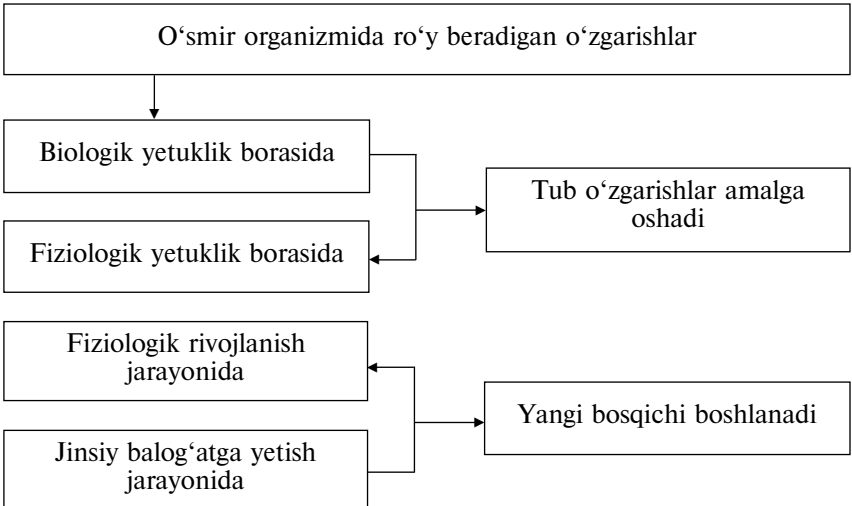 O‘smir organizmida ro‘y beradigan o‘zgarishlar
Biologik yetuklik borasida
Tub o‘zgarishlar amalga
oshadi
Fiziologik yetuklik borasida
Fiziologik rivojlanish
jarayonida
Yangi bosqichi boshlanadi
Jinsiy balog‘atga yetish
jarayonida